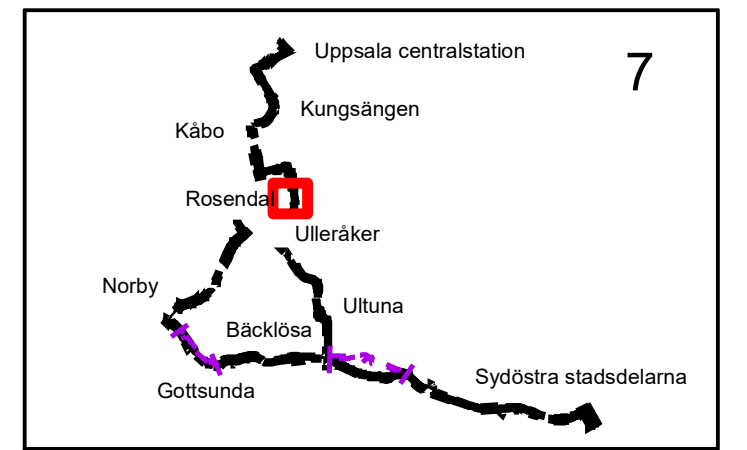 Uppsala centralstation
7
Kungsängen
Kåbo
Rosendal
Ulleråker
Norby
Ultuna
Bäcklösa
Sydöstra stadsdelarna
Gottsunda